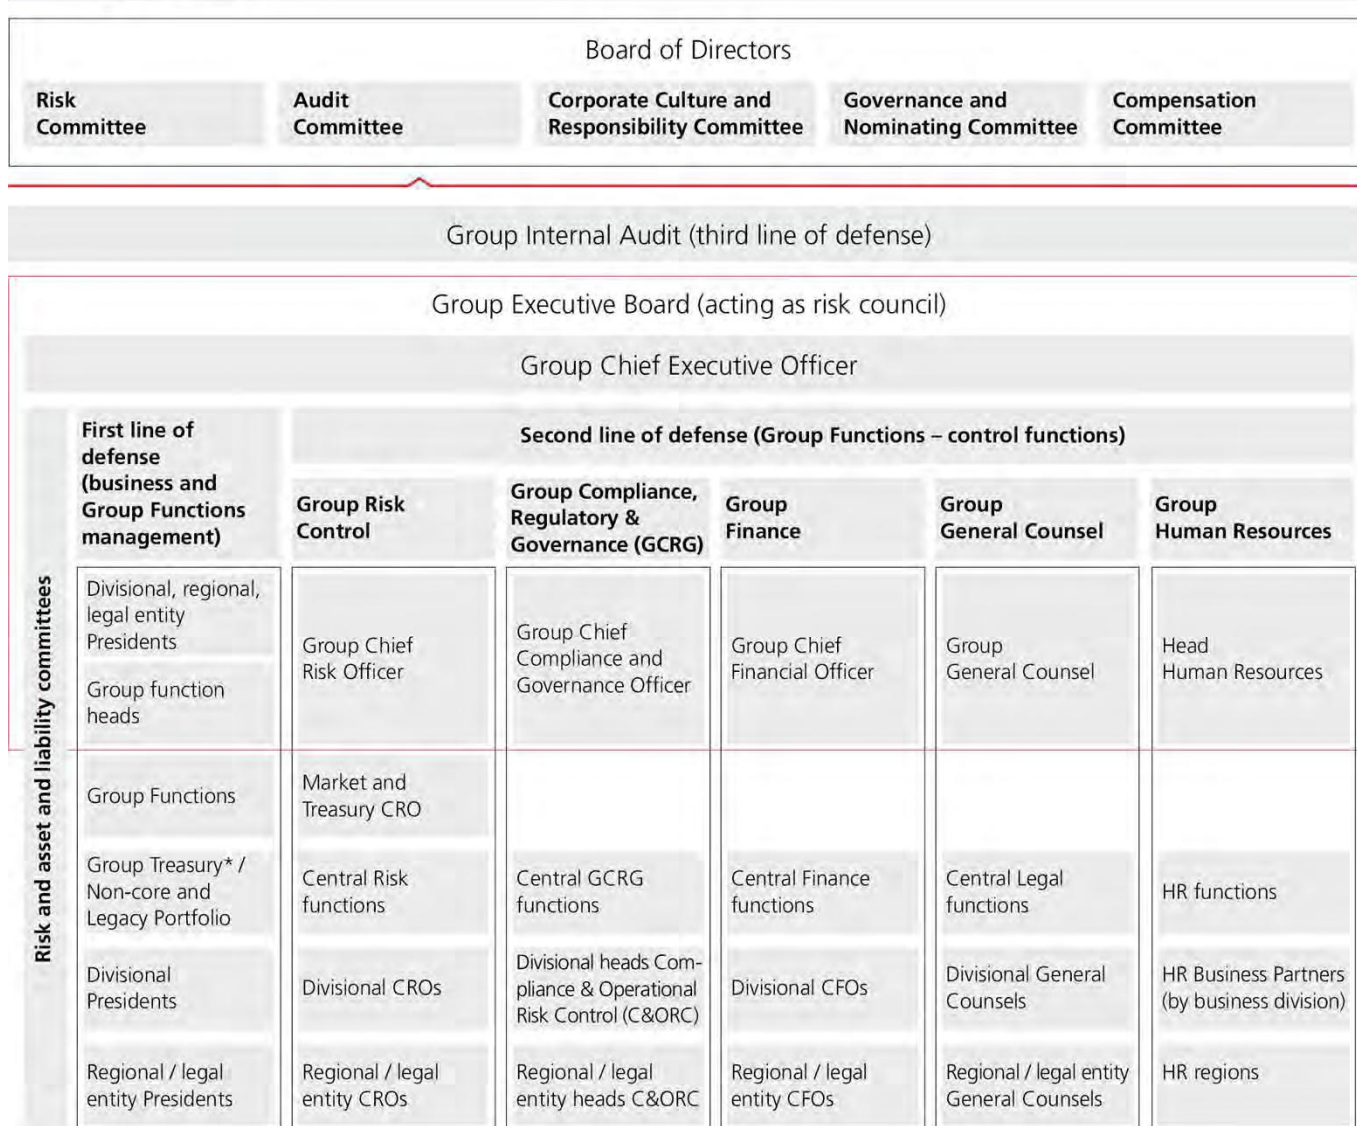 Board of Directors
Risk
Committee
Audit
Committee
Corporate Culture and
Responsibility Committee
Governance and
Nominating Committee
Compensation
Committee
Group Internal Audit (third line of defense)
Group Executive Board (acting as risk council)
Group Chief Executive Officer
Risk and asset and liability committees
First line of
defense
(business and
Group Functions
management)
Second line of defense (Group Functions – control functions)
Group Risk
Control
Group Compliance,
Regulatory &
Governance (GCRG)
Group
Finance
Group
General Counsel
Group
Human Resources
Divisional, regional,
legal entity
Presidents
Group function
heads
Group Chief
Risk Officer
Group Chief
Compliance and
Governance Officer
Group Chief
Financial Officer
Group
General Counsel
Head
Human Resources
Group Functions
Market and
Treasury CRO
Group Treasury* /
Non-core and
Legacy Portfolio
Central Risk
functions
Central GCRG
functions
Central Finance
functions
Central Legal
functions
HR functions
Divisional
Presidents
Divisional CROs
Divisional heads Com-
pliance & Operational
Risk Control (C&ORC)
Divisional CFOs
Divisional General
Counsels
HR Business Partners
(by business division)
Regional / legal
entity Presidents
Regional / legal
entity CROs
Regional / legal
entity heads C&ORC
Regional / legal
entity CFOs
Regional / legal entity
General Counsels
HR regions